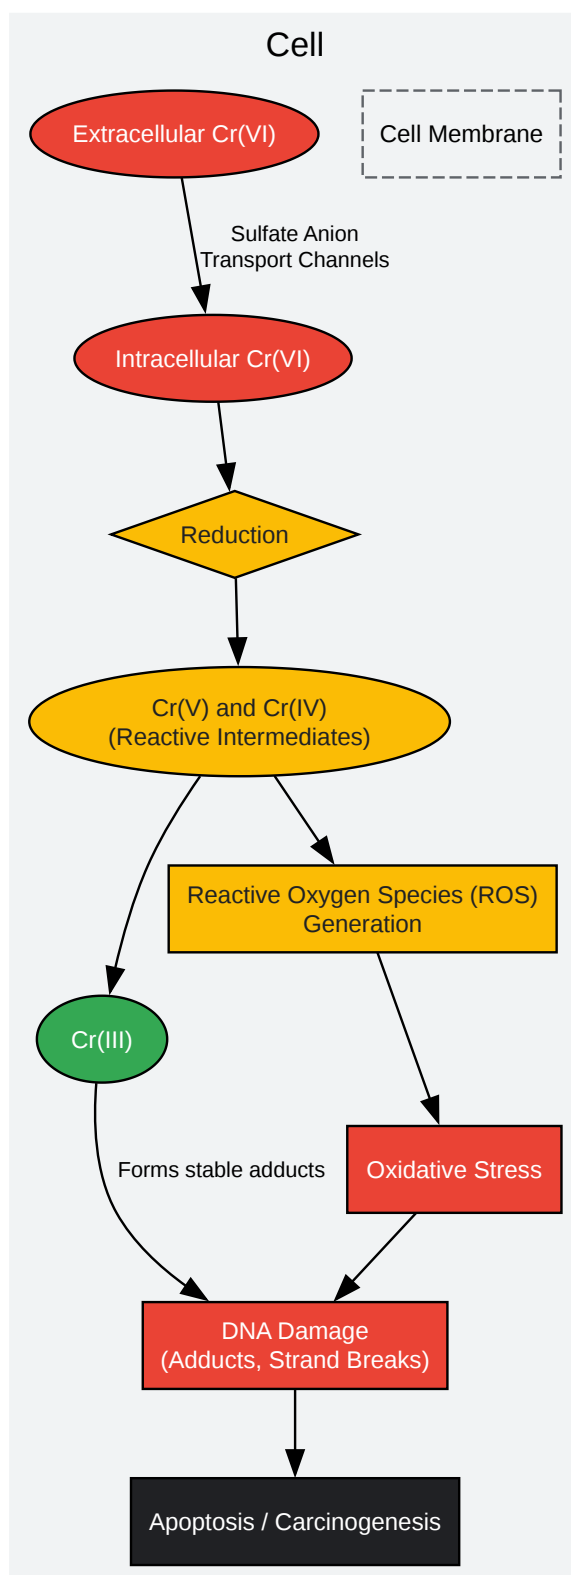 Cell
Extracellular Cr(VI)
Cell Membrane
Sulfate Anion
Transport Channels
Intracellular Cr(VI)
Reduction
Cr(V) and Cr(IV)
(Reactive Intermediates)
Reactive Oxygen Species (ROS)
Generation
Cr(III)
Forms stable adducts
Oxidative Stress
DNA Damage
(Adducts, Strand Breaks)
Apoptosis / Carcinogenesis